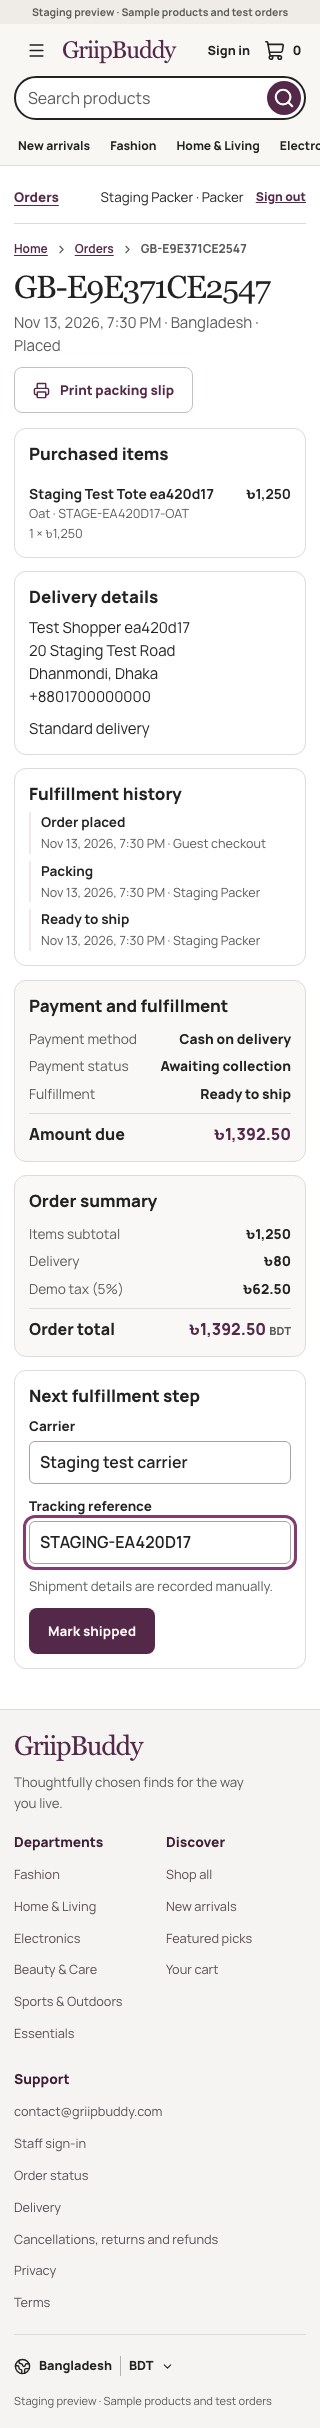 Staging preview · Sample products and test orders
GriipBuddy
Sign in
0
Search products
New arrivals Fashion Home & Living Electro
Orders Staging Packer · Packer Sign out
Home > Orders > GB-E9E371CE2547
GB-E9E371CE2547
Nov 13, 2026, 7:30 PM · Bangladesh ·
Placed
Print packing slip
Purchased items
Staging Test Tote ea420d17 ৳1,250
Oat · STAGE-EA420D17-OAT
1 × ৳1,250
Delivery details
Test Shopper ea420d17
20 Staging Test Road
Dhanmondi, Dhaka
+8801700000000
Standard delivery
Fulfillment history
Order placed
Nov 13, 2026, 7:30 PM · Guest checkout
Packing
Nov 13, 2026, 7:30 PM · Staging Packer
Ready to ship
Nov 13, 2026, 7:30 PM · Staging Packer
Payment and fulfillment
Payment method Cash on delivery
Payment status Awaiting collection
Fulfillment Ready to ship
Amount due ৳1,392.50
Order summary
Items subtotal ৳1,250
Delivery ৳80
Demo tax (5%) ৳62.50
Order total ৳1,392.50 BDT
Next fulfillment step
Carrier
Staging test carrier
Tracking reference
STAGING-EA420D17
Shipment details are recorded manually.
Mark shipped
GriipBuddy
Thoughtfully chosen finds for the way
you live.
Departments
Fashion
Home & Living
Electronics
Beauty & Care
Sports & Outdoors
Essentials
Discover
Shop all
New arrivals
Featured picks
Your cart
Support
contact@griipbuddy.com
Staff sign-in
Order status
Delivery
Cancellations, returns and refunds
Privacy
Terms
Bangladesh BDT
Staging preview · Sample products and test orders